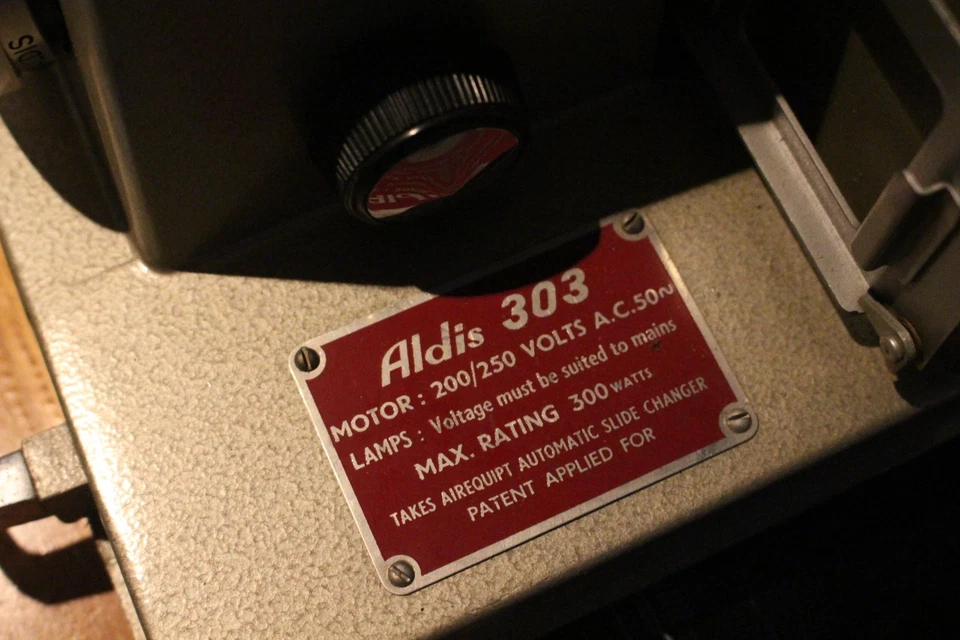 Aldis 303
MOTOR : 200/250 VOLTS A.C.50~
LAMPS : Voltage must be suited to mains
MAX. RATING 300 WATTS
TAKES AIREQUIPT AUTOMATIC SLIDE CHANGER
PATENT APPLIED FOR